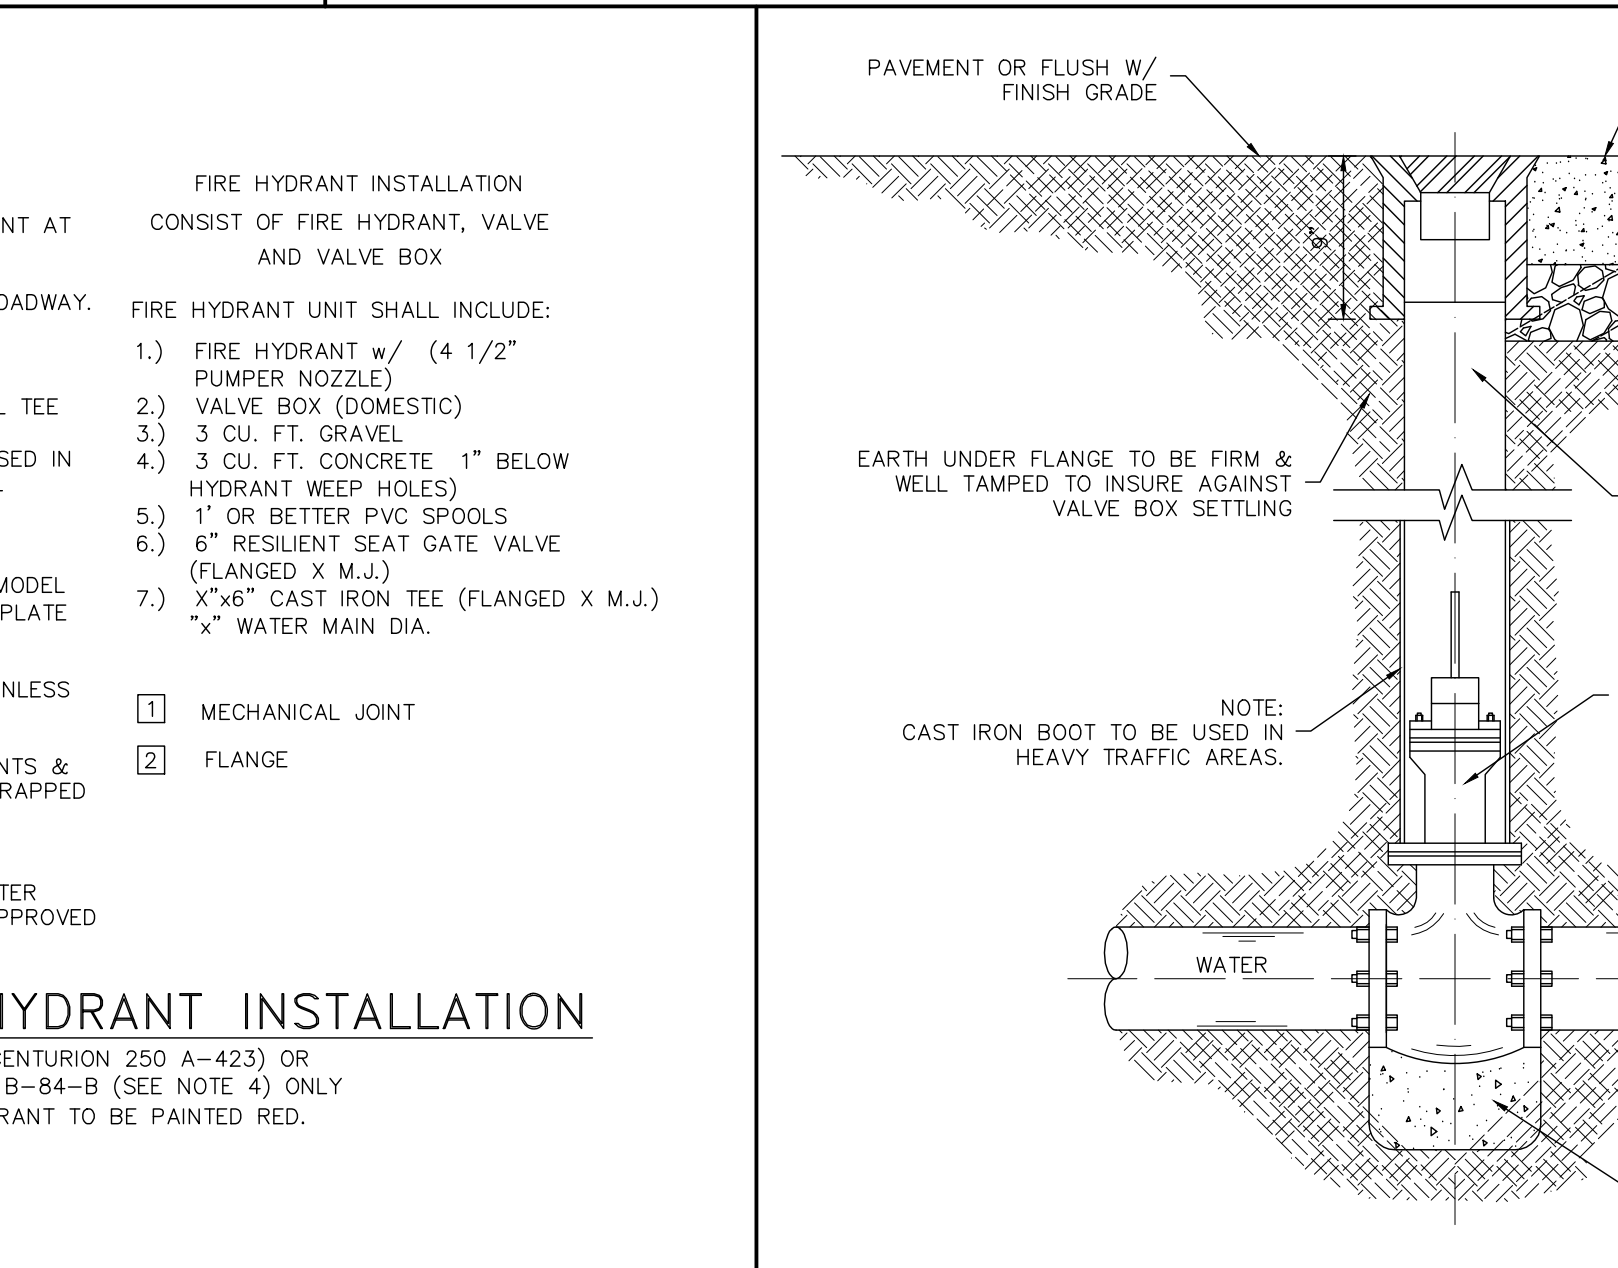 NT AT
OADWAY.
L TEE
SED IN
MODEL
PLATE
NLESS
NTS &
RAPPED
TER
APPROVED
FIRE HYDRANT INSTALLATION
CONSIST OF FIRE HYDRANT, VALVE
AND VALVE BOX
FIRE HYDRANT UNIT SHALL INCLUDE:
1.) FIRE HYDRANT w/ (4 1/2”
PUMPER NOZZLE)
2.) VALVE BOX (DOMESTIC)
3.) 3 CU. FT. GRAVEL
4.) 3 CU. FT. CONCRETE 1” BELOW
HYDRANT WEEP HOLES)
5.) 1’ OR BETTER PVC SPOOLS
6.) 6” RESILIENT SEAT GATE VALVE
(FLANGED X M.J.)
7.) X”x6” CAST IRON TEE (FLANGED X M.J.)
”x” WATER MAIN DIA.
1 MECHANICAL JOINT
2 FLANGE
HYDRANT INSTALLATION
CENTURION 250 A–423) OR
B–84–B (SEE NOTE 4) ONLY
RANT TO BE PAINTED RED.
PAVEMENT OR FLUSH W/
FINISH GRADE
9”
EARTH UNDER FLANGE TO BE FIRM &
WELL TAMPED TO INSURE AGAINST
VALVE BOX SETTLING
NOTE:
CAST IRON BOOT TO BE USED IN
HEAVY TRAFFIC AREAS.
WATER